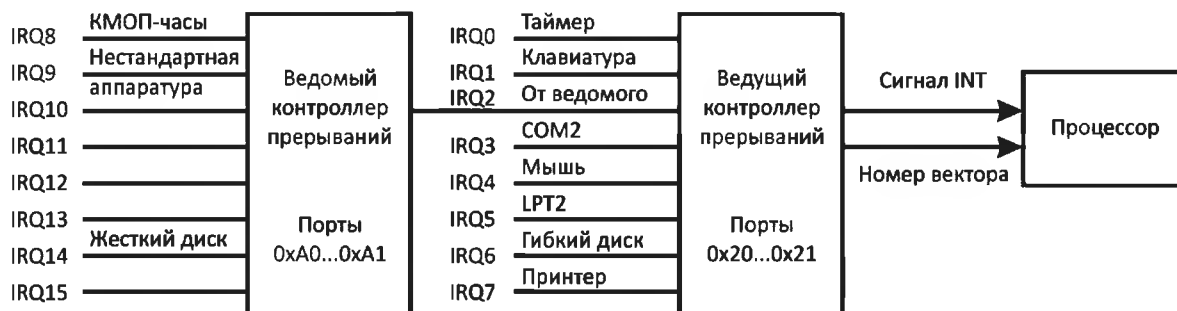 IRQ8
КМОП-часы
IRQ9
Нестандартная
аппаратура
IRQ10
IRQ11
IRQ12
IRQ13
IRQ14
Жесткий диск
IRQ15
Ведомый
контроллер
прерываний
Порты
0xA0...0xA1
IRQ0
Таймер
IRQ1
Клавиатура
IRQ2
От ведомого
IRQ3
COM2
IRQ4
Мышь
IRQ5
LPT2
IRQ6
Гибкий диск
IRQ7
Принтер
Ведущий
контроллер
прерываний
Порты
0x20...0x21
Сигнал INT
Номер вектора
Процессор